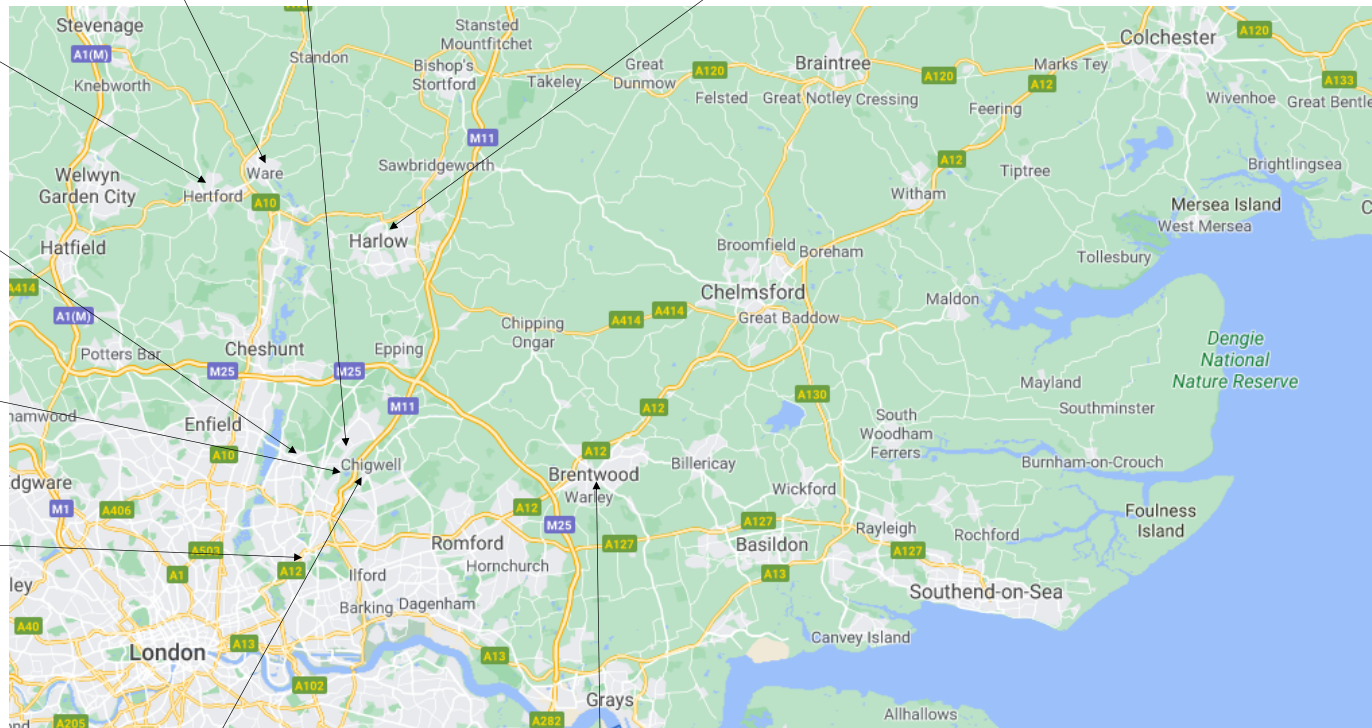 Stevenage
Stansted
Mountfitchet
A120
Colchester
A1(M)
Standon
Bishop's
Stortford
Great
Dunmow
Braintree
Marks Tey
Knebworth
Takeley
A120
A120
A12
A133
Felsted
Great Notley
Cressing
Feering
Wivenhoe
Great Bentle
M11
Sawbridgeworth
A12
Brightlingsea
Welwyn
Garden City
Ware
Tiptree
Hertford
A10
Witham
Mersea Island
West Mersea
Hatfield
Harlow
Broomfield
Boreham
Tollesbury
A414
Chelmsford
Maldon
A1(M)
Chipping
Ongar
A414
A414
Great Baddow
Dengie
National
Nature Reserve
Potters Bar
Cheshunt
Epping
M25
M25
Mayland
M11
A12
A130
Southminster
hamwood
Enfield
South
Woodham
Ferrers
A10
Chigwell
A12
Billericay
Burnham-on-Crouch
dgware
Brentwood
Warley
Wickford
M1
A406
A12
M25
A127
Rayleigh
Rochford
Foulness
Island
A503
Romford
A127
Basildon
A127
Hornchurch
A1
A12
Ilford
A13
ley
Barking
Dagenham
Southend-on-Sea
A40
London
A13
A13
Canvey Island
A102
Grays
A205
A282
Allhallows